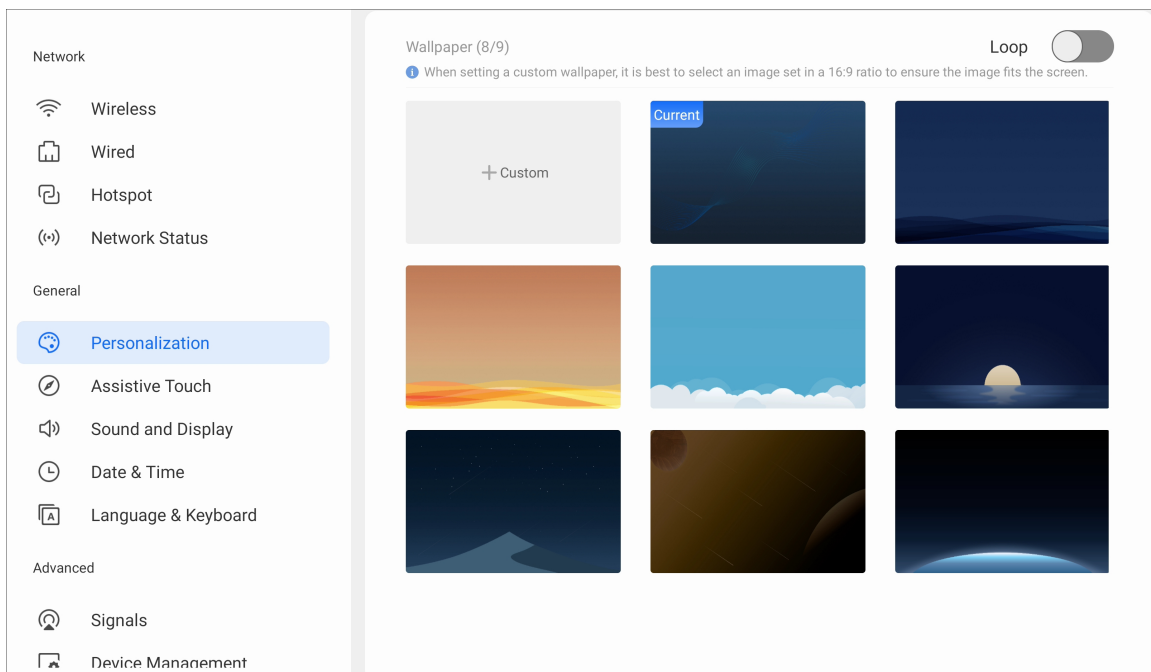 Network
Wireless
Wired
Hotspot
Network Status
General
Personalization
Assistive Touch
Sound and Display
Date & Time
Language & Keyboard
Advanced
Signals
Device Management
Wallpaper (8/9)
Loop
When setting a custom wallpaper, it is best to select an image set in a 16:9 ratio to ensure the image fits the screen.
Custom
Current